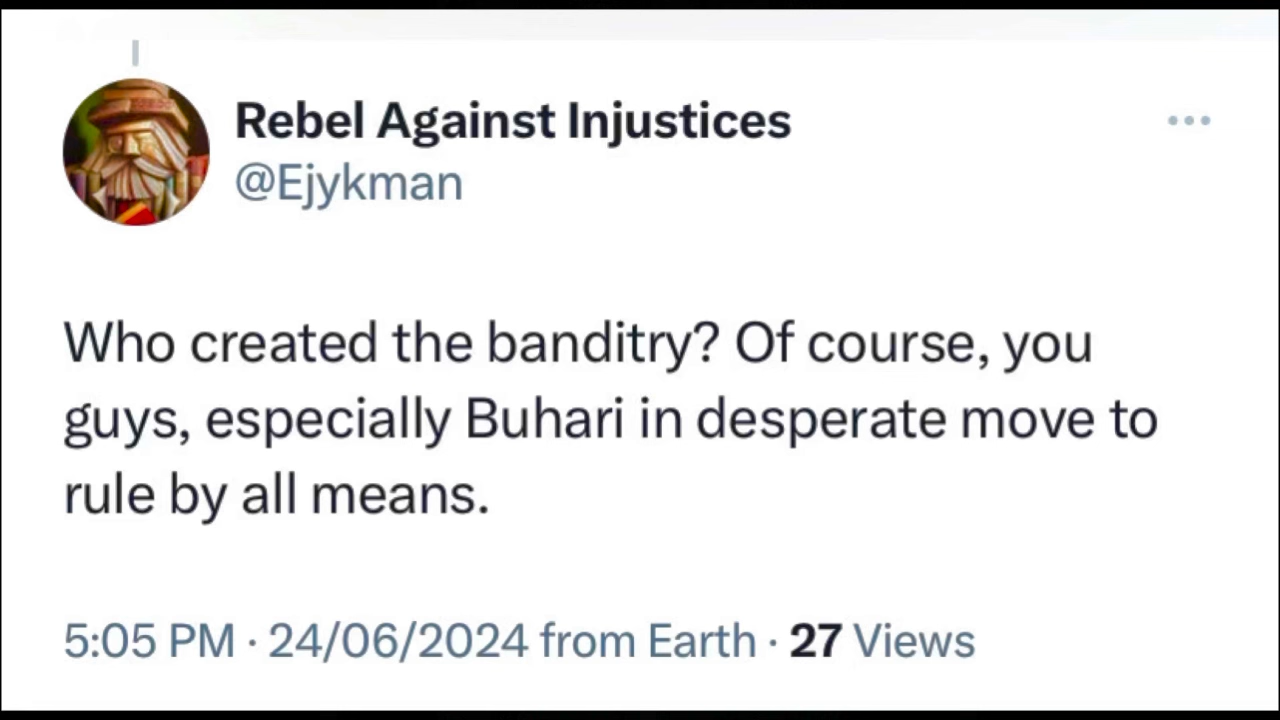 Rebel Against Injustices
@Ejykman
Who created the banditry? Of course, you
guys, especially Buhari in desperate move to
rule by all means.
5:05 PM · 24/06/2024 from Earth · 27 Views